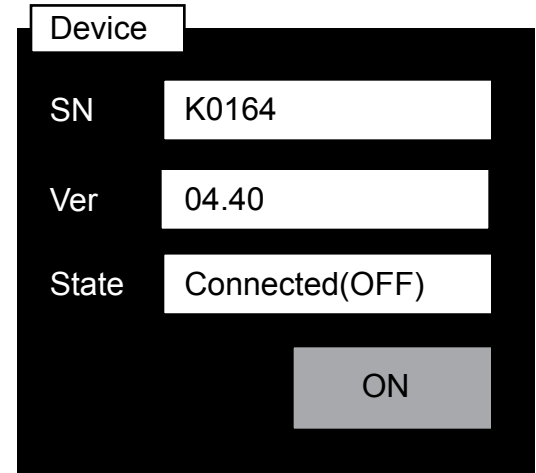 Device
SN K0164
Ver 04.40
State Connected(OFF)
ON